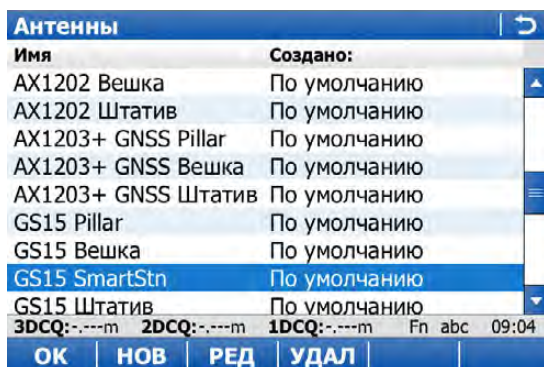 Антенны
Имя Создано:
AX1202 Вешка По умолчанию
AX1202 Штатив По умолчанию
AX1203+ GNSS Pillar По умолчанию
AX1203+ GNSS Вешка По умолчанию
AX1203+ GNSS Штатив По умолчанию
GS15 Pillar По умолчанию
GS15 Вешка По умолчанию
GS15 SmartStn По умолчанию
GS15 Штатив По умолчанию
3DCQ:-.---m 2DCQ:-.---m 1DCQ:-.---m Fn abc 09:04
ОК НОВ РЕД УДАЛ